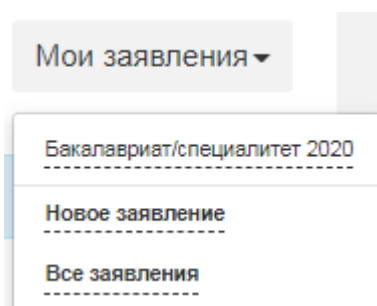 Мои заявления
Бакалавриат/специалитет 2020
Новое заявление
Все заявления